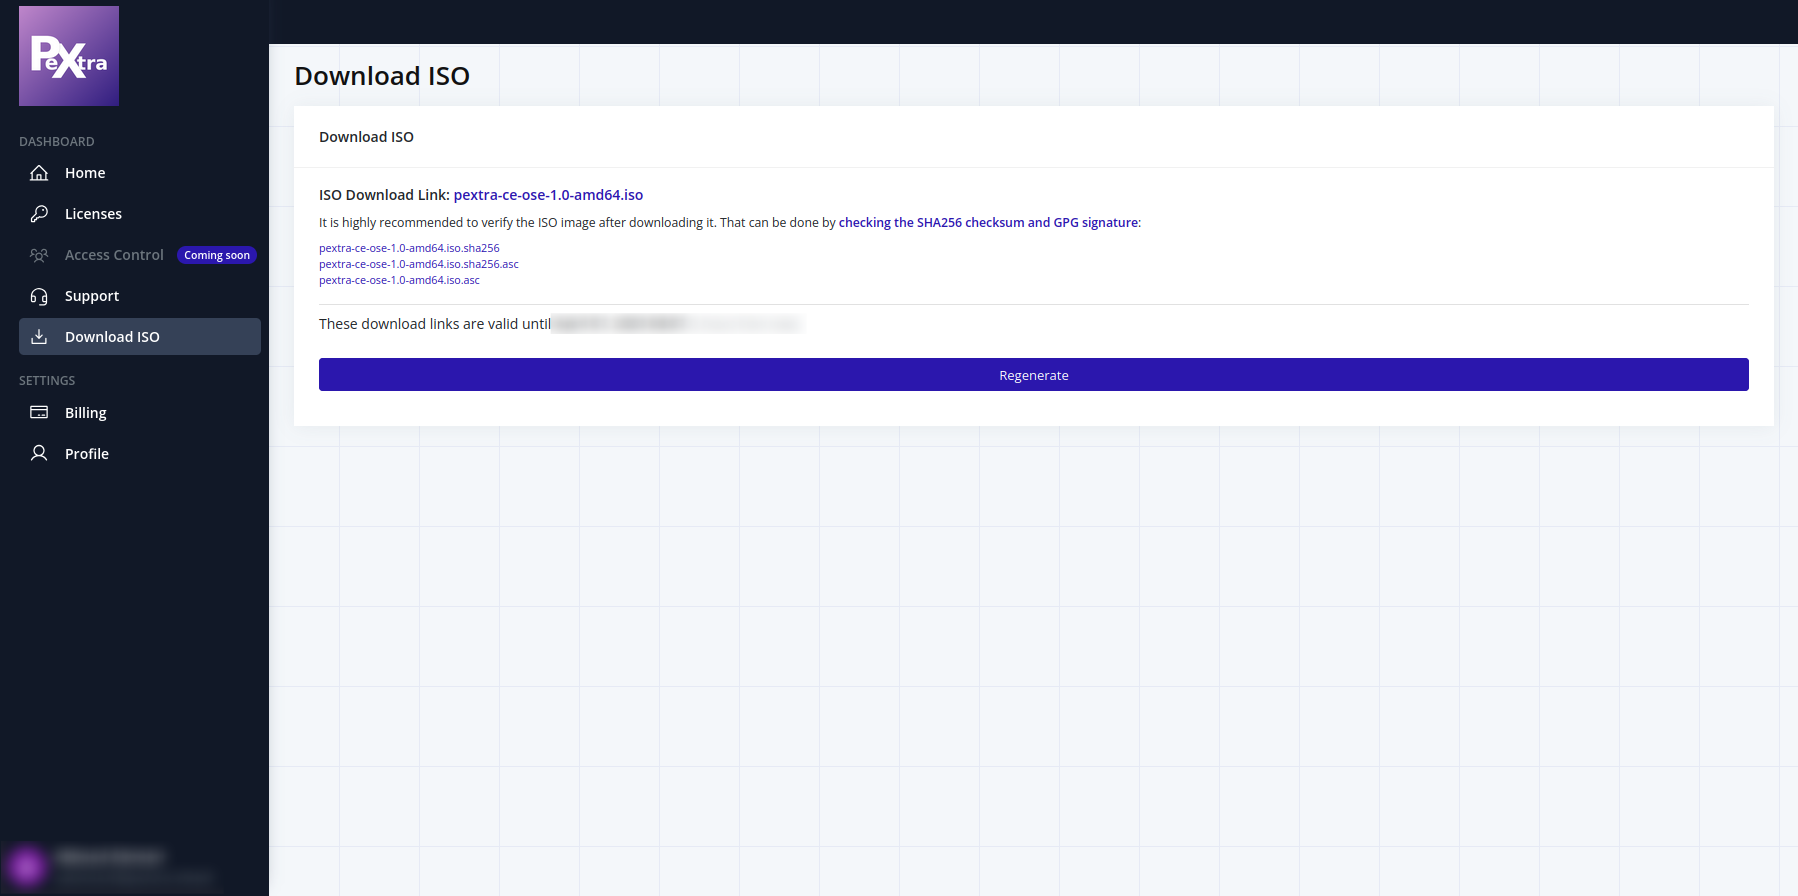 Pextra
DASHBOARD
Home
Licenses
Access Control Coming soon
Support
Download ISO
SETTINGS
Billing
Profile
Download ISO
Download ISO
ISO Download Link: pextra-ce-ose-1.0-amd64.iso
It is highly recommended to verify the ISO image after downloading it. That can be done by checking the SHA256 checksum and GPG signature:
pextra-ce-ose-1.0-amd64.iso.sha256
pextra-ce-ose-1.0-amd64.iso.sha256.asc
pextra-ce-ose-1.0-amd64.iso.asc
These download links are valid until
Regenerate